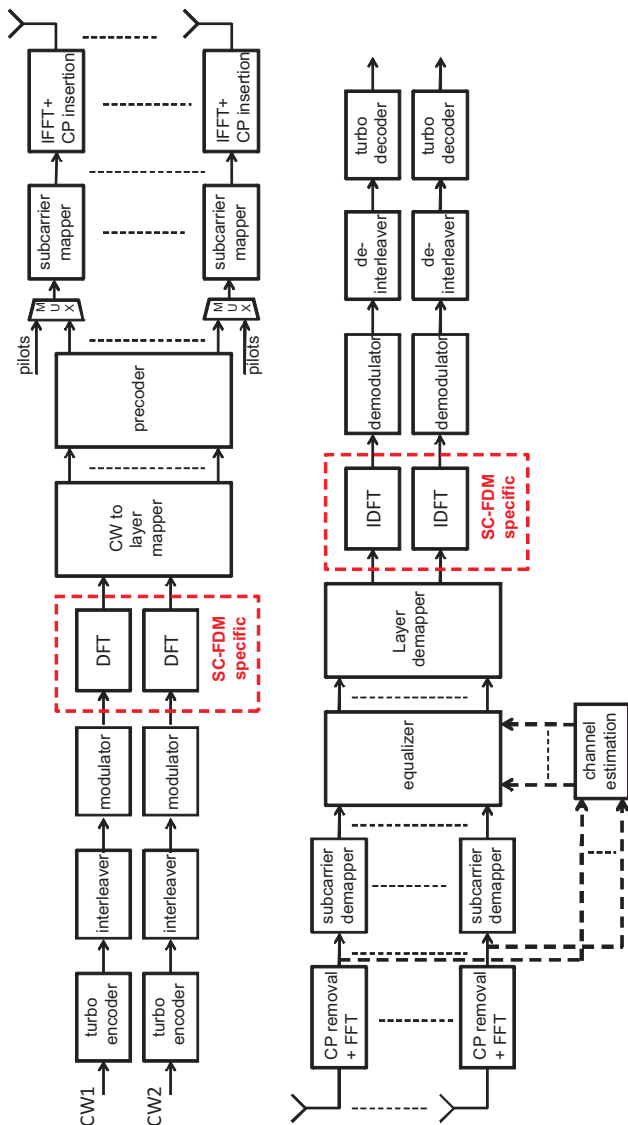 CW1
CW2
turbo
encoder
turbo
encoder
interleaver
interleaver
modulator
modulator
DFT
DFT
SC-FDM
specific
CW to
layer
mapper
precoder
pilots
pilots
M
U
X
M
U
X
subcarrier
mapper
subcarrier
mapper
IFFT+
CP insertion
IFFT+
CP insertion
CP removal
+ FFT
CP removal
+ FFT
subcarrier
demapper
subcarrier
demapper
equalizer
channel
estimation
Layer
demapper
IDFT
IDFT
SC-FDM
specific
demodulator
demodulator
de-
interleaver
de-
interleaver
turbo
decoder
turbo
decoder